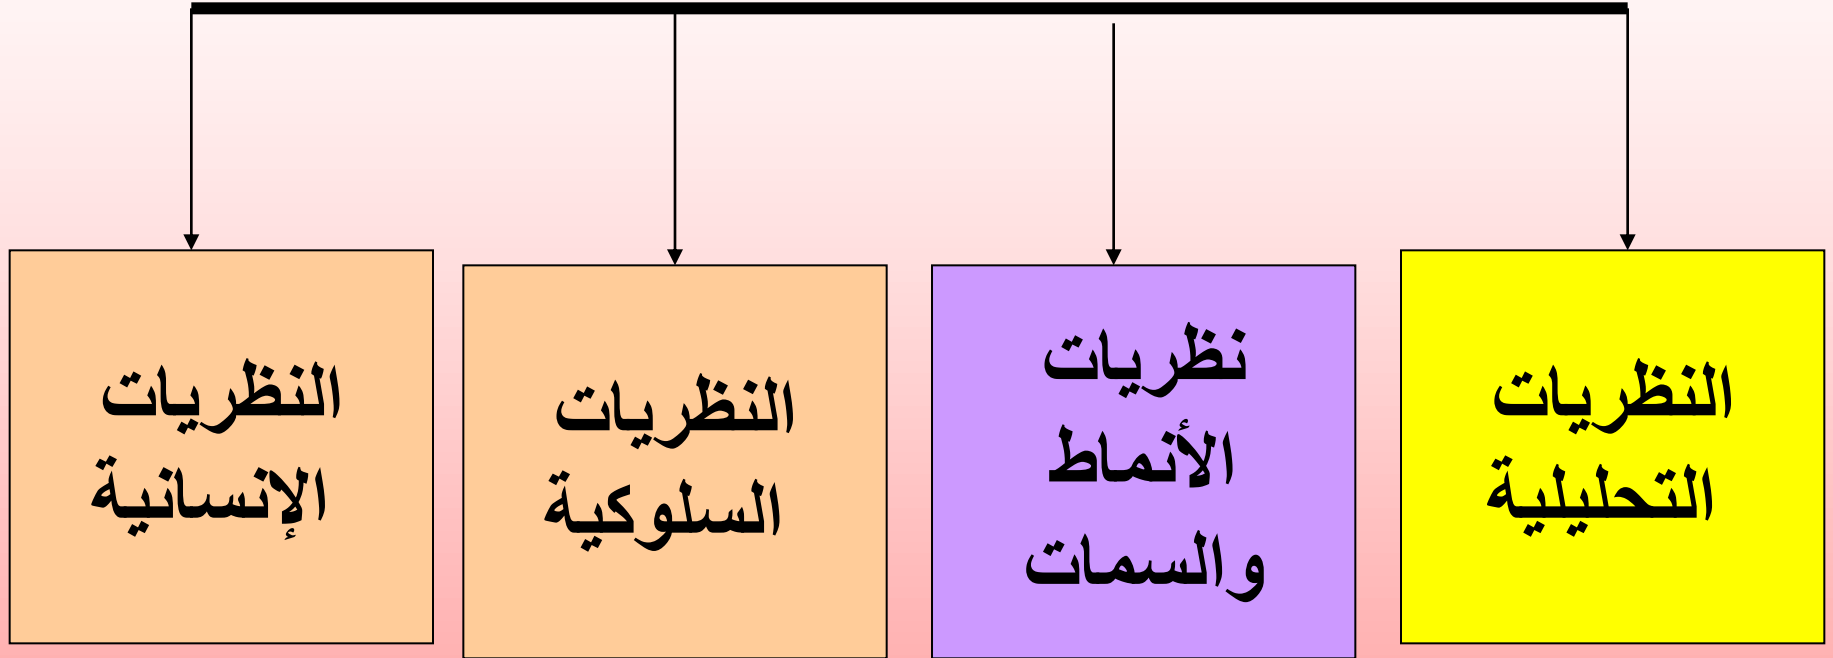 النظريات
التحليلية
نظريات
الأنماط
والسمات
النظريات
السلوكية
النظريات
الإنسانية